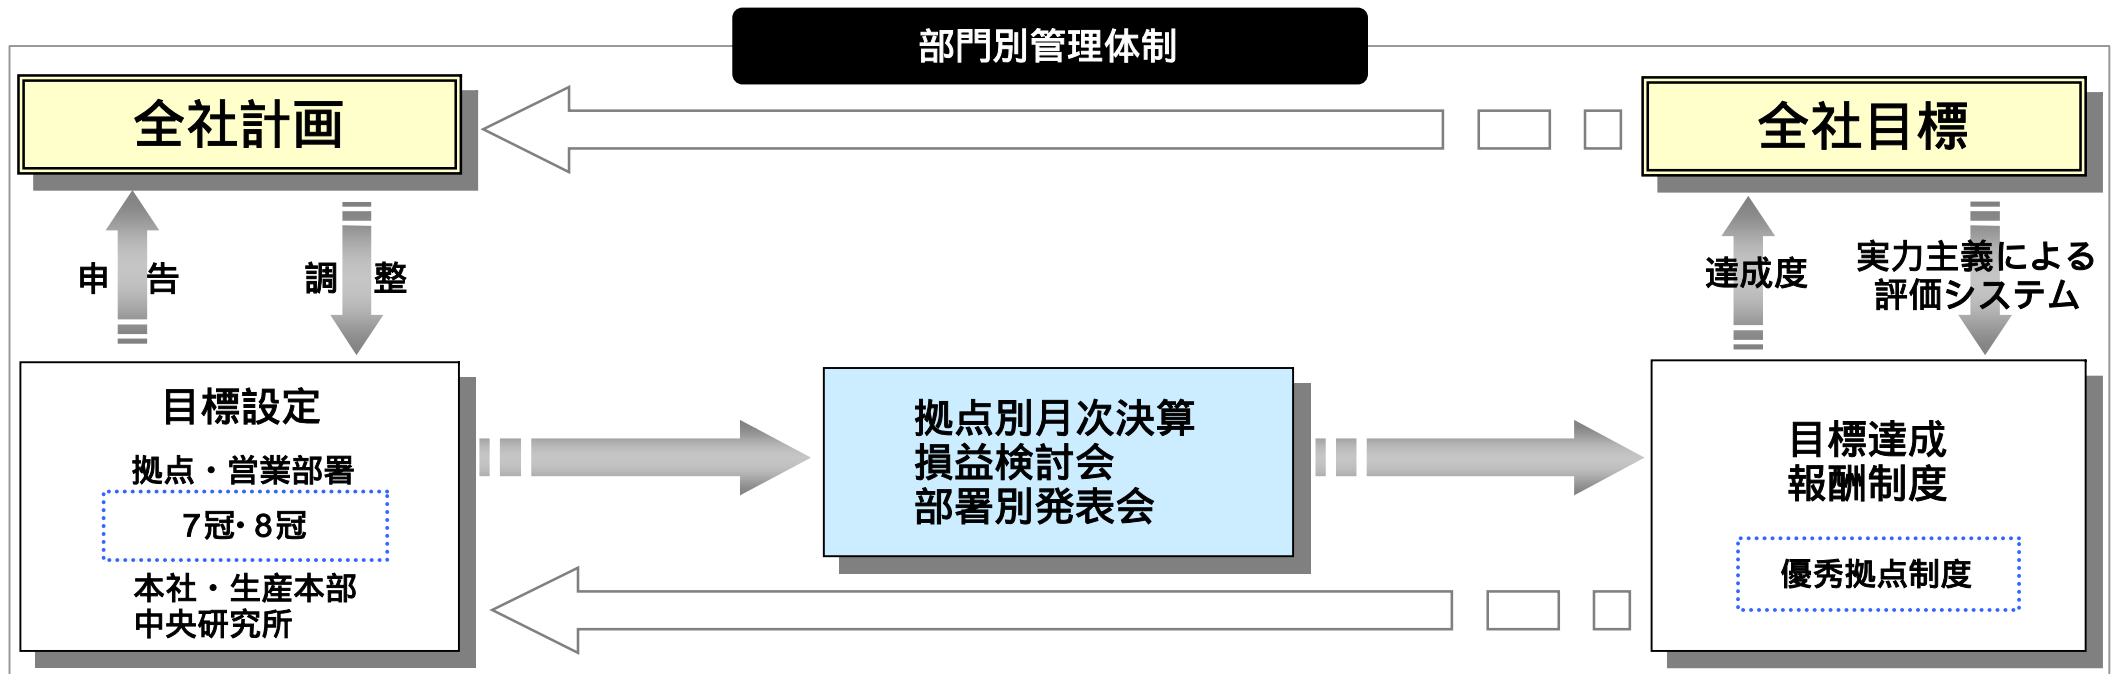 部門別管理体制
全社計画
全社目標
申 告
調 整
達成度
実力主義による
評価システム
目標設定
拠点・営業部署
7冠・8冠
本社・生産本部
中央研究所
拠点別月次決算
損益検討会
部署別発表会
目標達成
報酬制度
優秀拠点制度